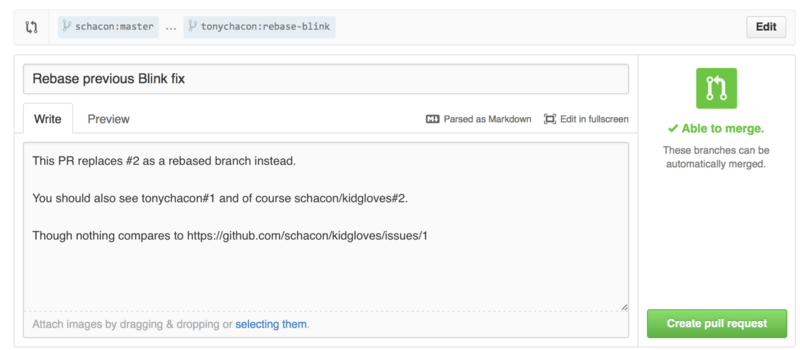 schacon:master ... tonychacon:rebase-blink Edit
Rebase previous Blink fix
Write Preview Parsed as Markdown Edit in fullscreen
This PR replaces #2 as a rebased branch instead.
You should also see tonychacon#1 and of course schacon/kidgloves#2.
Though nothing compares to https://github.com/schacon/kidgloves/issues/1
Attach images by dragging & dropping or selecting them.
Able to merge.
These branches can be
automatically merged.
Create pull request